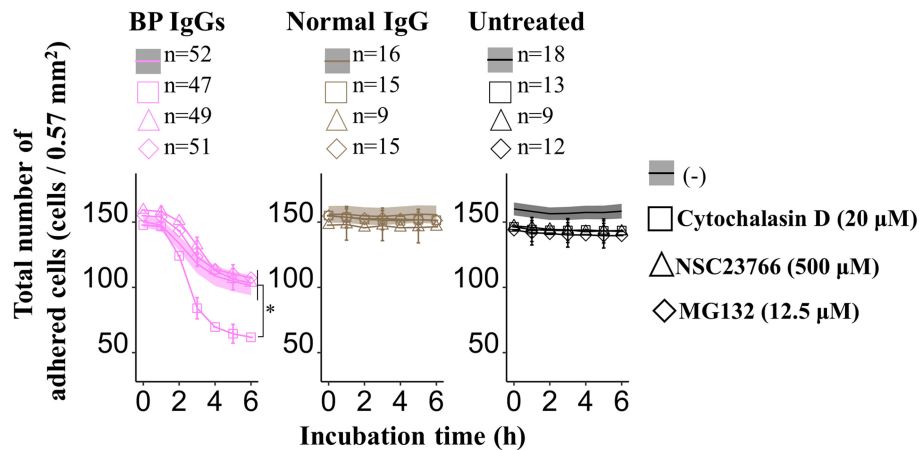 BP IgGs Normal IgG Untreated
n=52 n=16 n=18
n=47 n=15 n=13
n=49 n=9 n=9
n=51 n=15 n=12
Total number of
adhered cells (cells / 0.57 mm²)
150 150 150
100 100 100
50 50 50
*
0 2 4 6 0 2 4 6 0 2 4 6
Incubation time (h)
(-)
Cytochalasin D (20 μM)
NSC23766 (500 μM)
MG132 (12.5 μM)